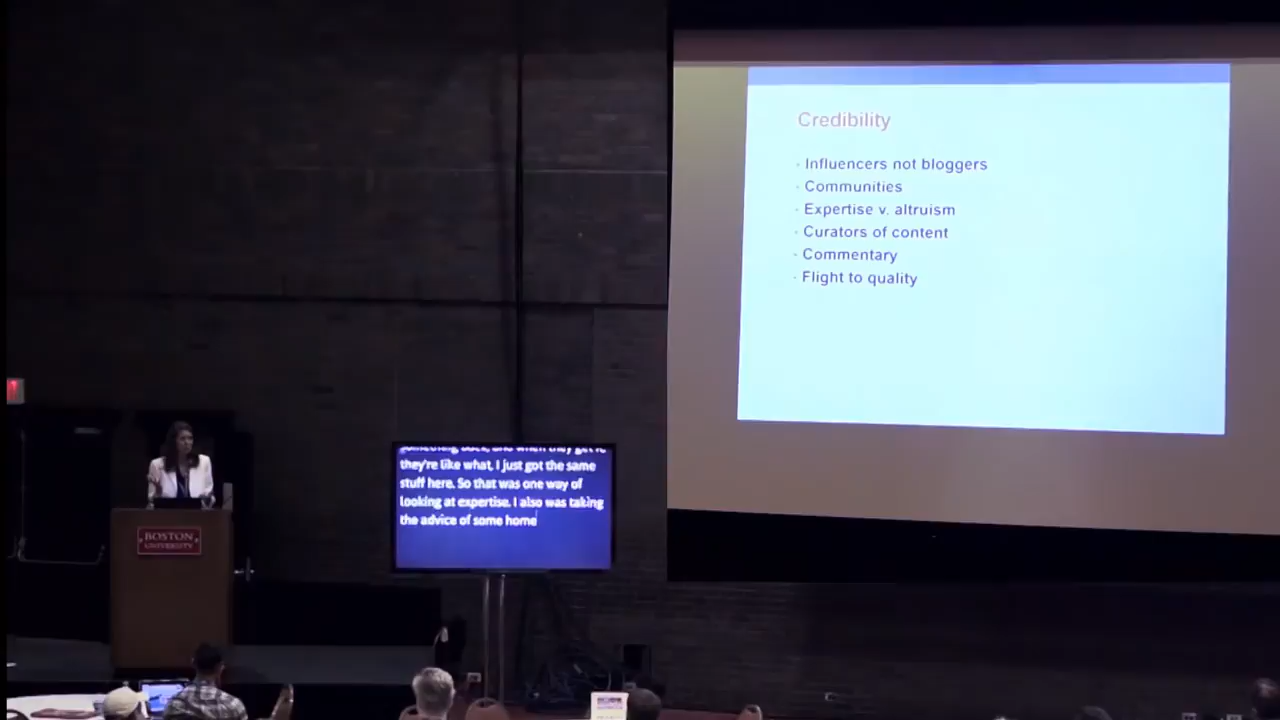 Credibility
Influencers not bloggers
Communities
Expertise v. altruism
Curators of content
Commentary
Flight to quality
they're like what, I just got the same
stuff here. So that was one way of
looking at expertise. I also was taking
the advice of some home
BOSTON
UNIVERSITY